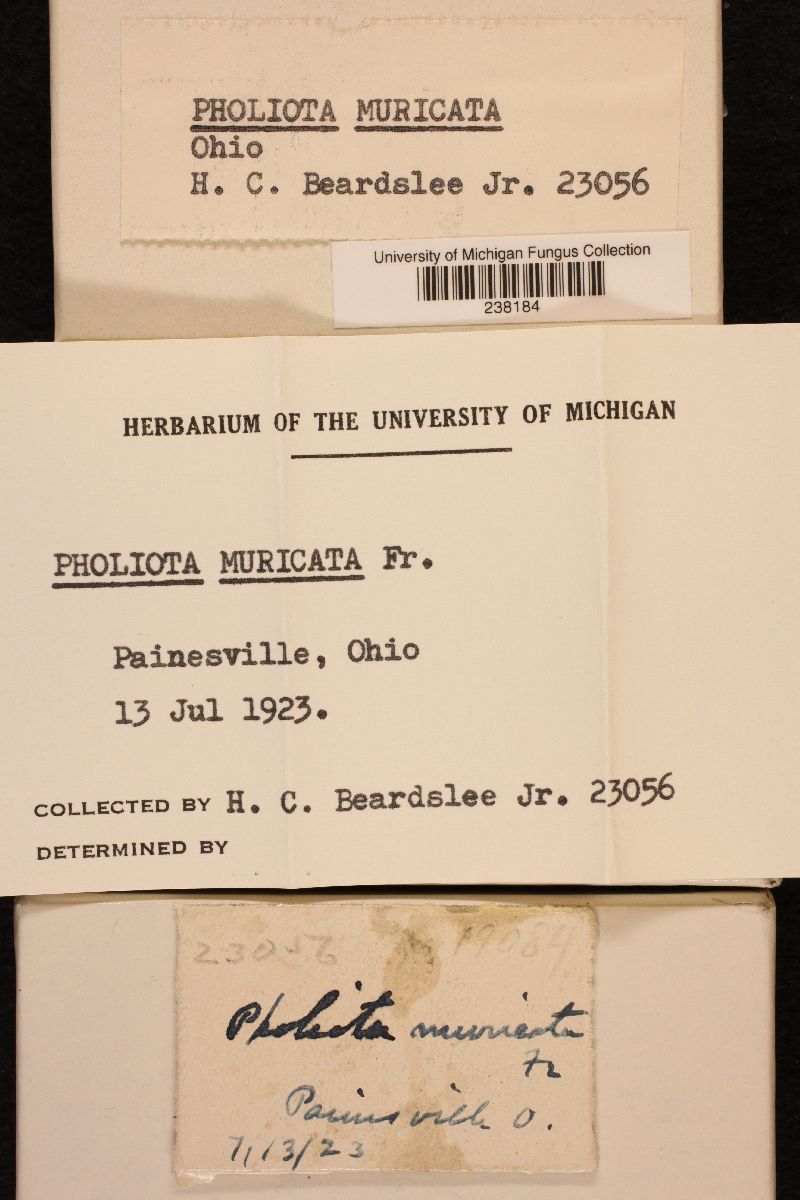 PHOLIOTA MURICATA
Ohio
H. C. Beardslee Jr. 23056
University of Michigan Fungus Collection
238184
HERBARIUM OF THE UNIVERSITY OF MICHIGAN
PHOLIOTA MURICATA Fr.
Painesville, Ohio
13 Jul 1923.
COLLECTED BY H. C. Beardslee Jr. 23056
DETERMINED BY
23056
Pholiota muricata
Fr
Painesville O.
7/13/23